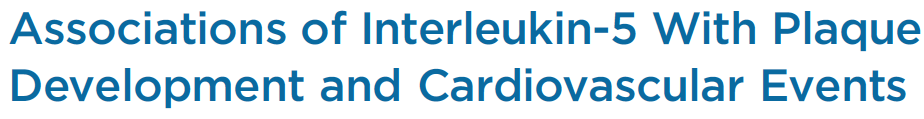 Associations of Interleukin-5 With Plaque
Development and Cardiovascular Events